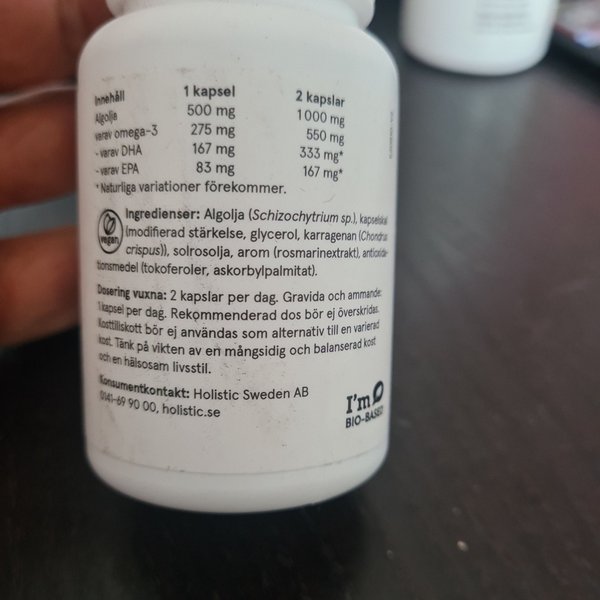 Innehåll 1 kapsel 2 kapslar
Algolja 500 mg 1000 mg
varav omega-3 275 mg 550 mg
- varav DHA 167 mg 333 mg*
- varav EPA 83 mg 167 mg*
* Naturliga variationer förekommer.
vegan
Ingredienser: Algolja (Schizochytrium sp.), kapselskal
(modifierad stärkelse, glycerol, karragenan (Chondrus
crispus)), solrosolja, arom (rosmarinextrakt), antioxida-
tionsmedel (tokoferoler, askorbylpalmitat).
Dosering vuxna: 2 kapslar per dag. Gravida och ammande:
1 kapsel per dag. Rekommenderad dos bör ej överskridas.
Kosttillskott bör ej användas som alternativ till en varierad
kost. Tänk på vikten av en mångsidig och balanserad kost
och en hälsosam livsstil.
Konsumentkontakt: Holistic Sweden AB
0141-69 90 00, holistic.se
I'm
BIO-BASED